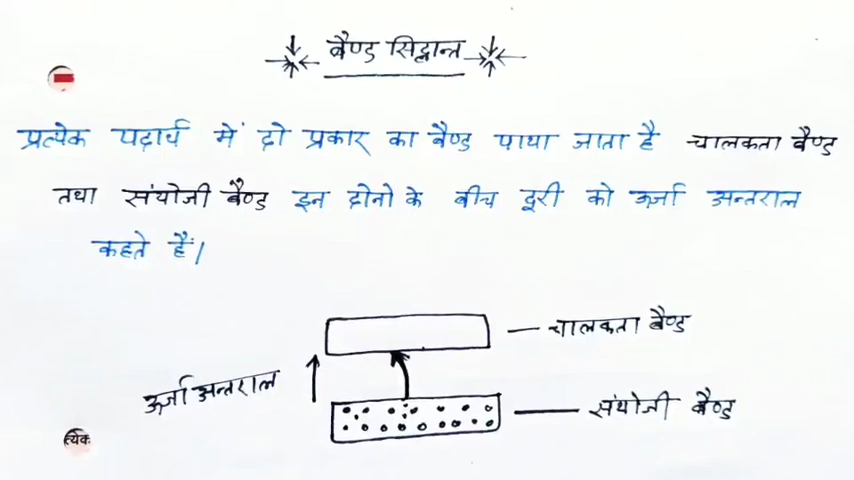 बैण्ड सिद्धान्त
प्रत्येक पदार्थ में दो प्रकार का बैण्ड पाया जाता है चालकता बैण्ड
तथा संयोजी बैण्ड इन दोनो के बीच दूरी को ऊर्जा अन्तराल
कहते हैं।
चालकता बैण्ड
ऊर्जा अन्तराल
संयोजी बैण्ड
त्येक